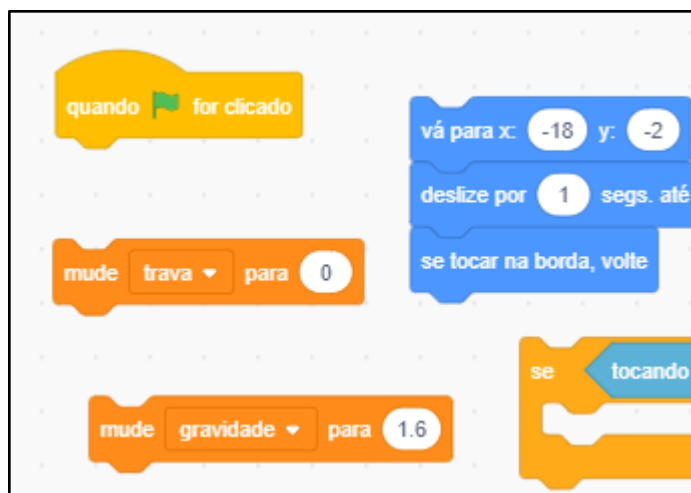 quando for clicado
vá para x: -18 y: -2
deslize por 1 segs. até
se tocar na borda, volte
mude trava para 0
se tocando
mude gravidade para 1.6